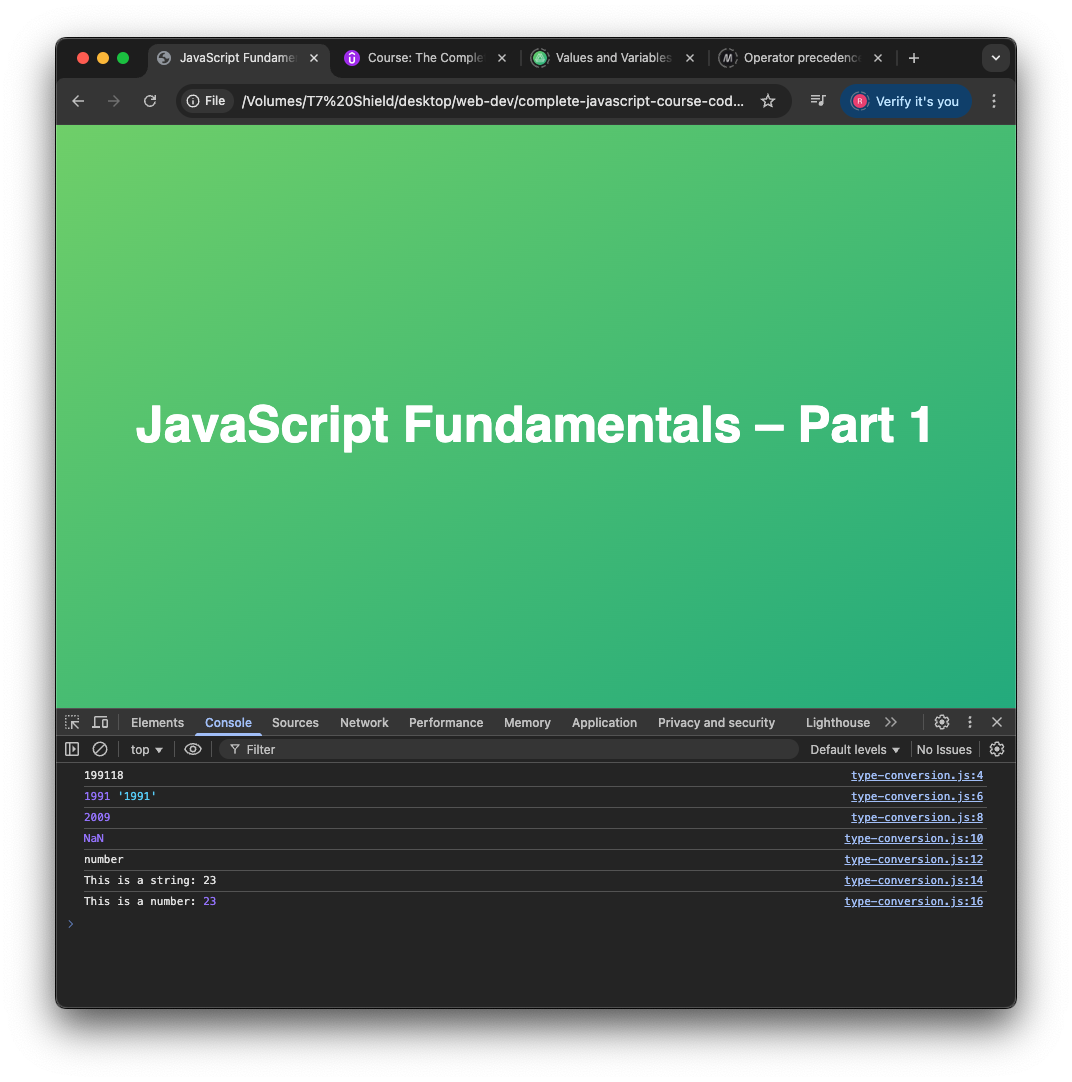 JavaScript Fundamen
Course: The Comple
Values and Variables
Operator precedence
File /Volumes/T7%20Shield/desktop/web-dev/complete-javascript-course-cod... Verify it's you
JavaScript Fundamentals – Part 1
Elements Console Sources Network Performance Memory Application Privacy and security Lighthouse
top Filter Default levels No Issues
199118 type-conversion.js:4
1991 '1991' type-conversion.js:6
2009 type-conversion.js:8
NaN type-conversion.js:10
number type-conversion.js:12
This is a string: 23 type-conversion.js:14
This is a number: 23 type-conversion.js:16